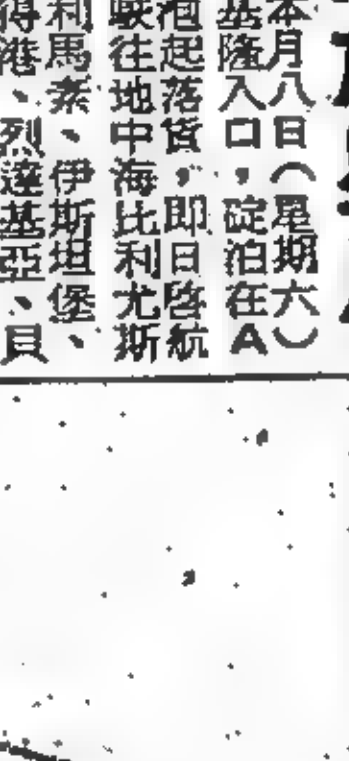 本月八日（星期六）
基隆入口，碇泊在A
泡起落貨，即日啓航
峽往地中海比利尤斯
利馬素、伊斯坦堡、
得港、烈達基亞、貝